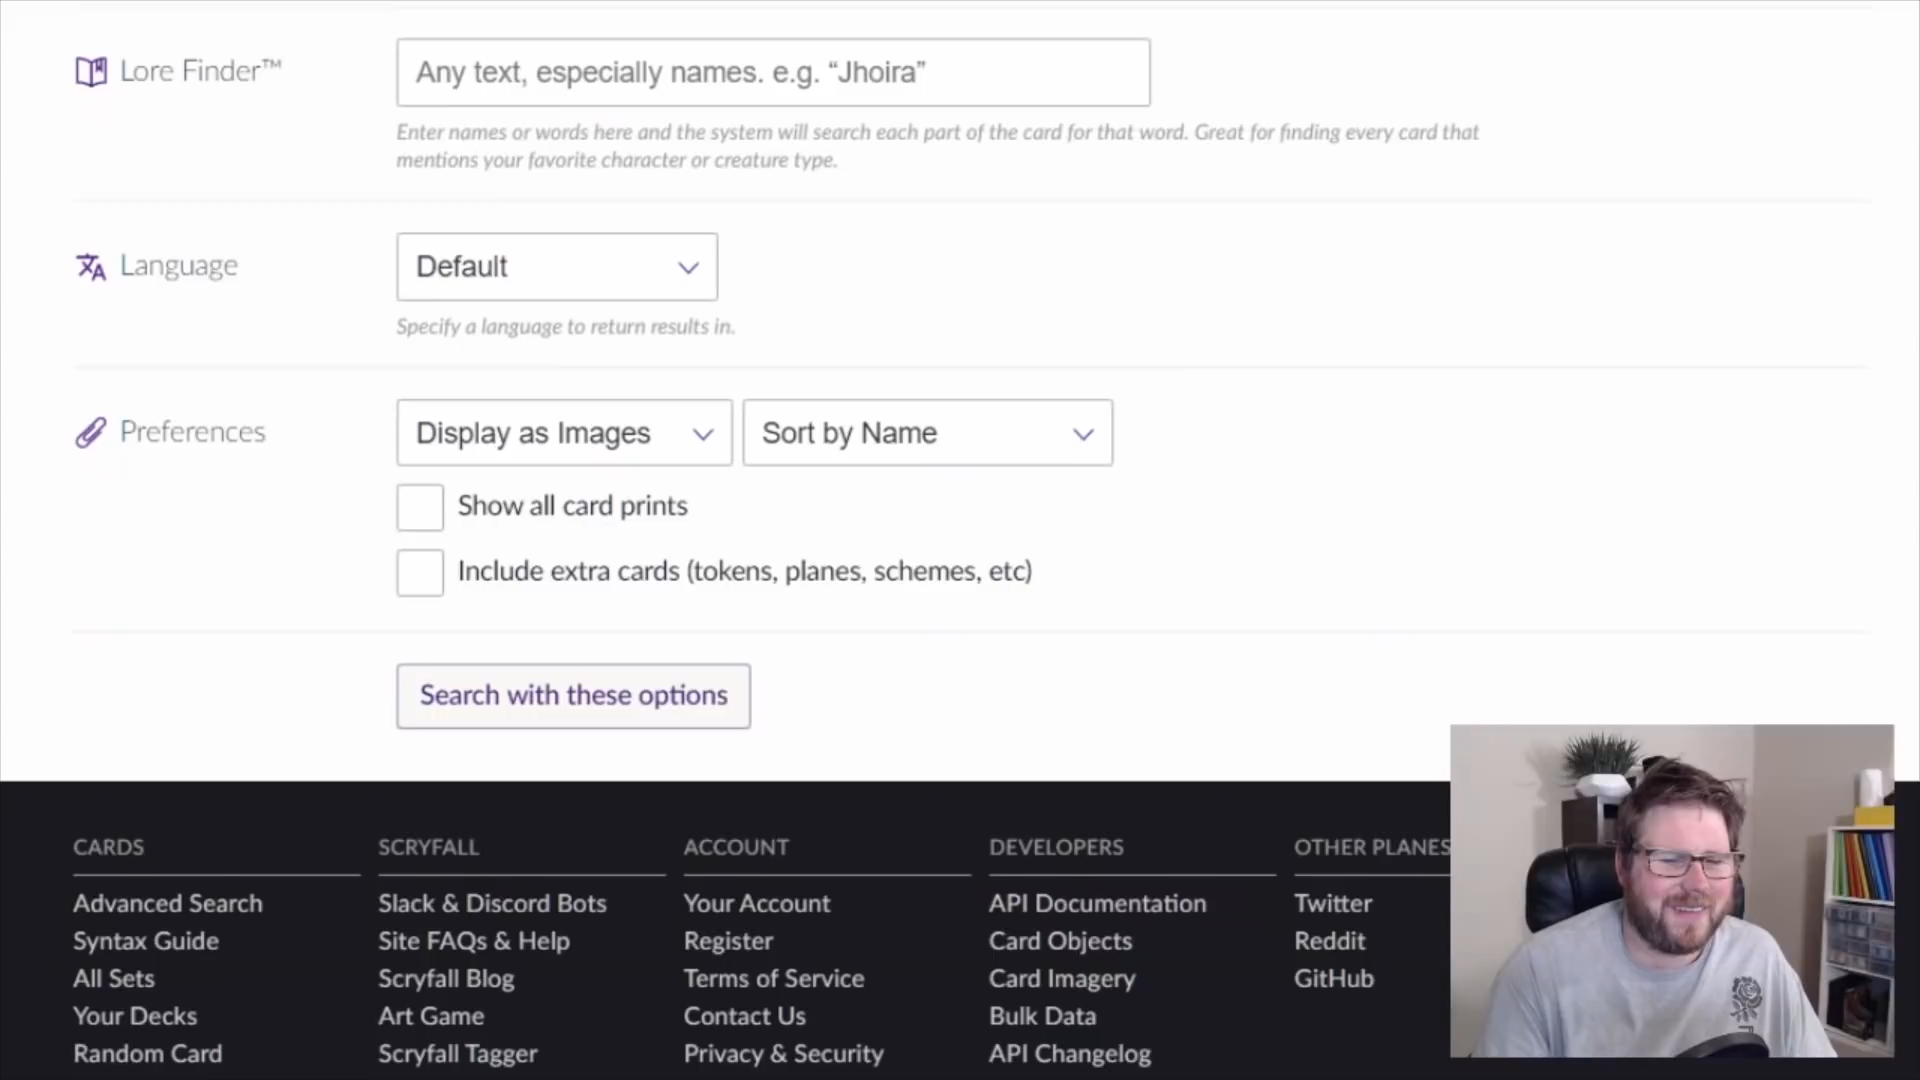 Lore Finder™
Any text, especially names. e.g. “Jhoira”
Enter names or words here and the system will search each part of the card for that word. Great for finding every card that
mentions your favorite character or creature type.
Language
Default
Specify a language to return results in.
Preferences
Display as Images
Sort by Name
Show all card prints
Include extra cards (tokens, planes, schemes, etc)
Search with these options
CARDS
Advanced Search
Syntax Guide
All Sets
Your Decks
Random Card
SCRYFALL
Slack & Discord Bots
Site FAQs & Help
Scryfall Blog
Art Game
Scryfall Tagger
ACCOUNT
Your Account
Register
Terms of Service
Contact Us
Privacy & Security
DEVELOPERS
API Documentation
Card Objects
Card Imagery
Bulk Data
API Changelog
OTHER PLANES
Twitter
Reddit
GitHub